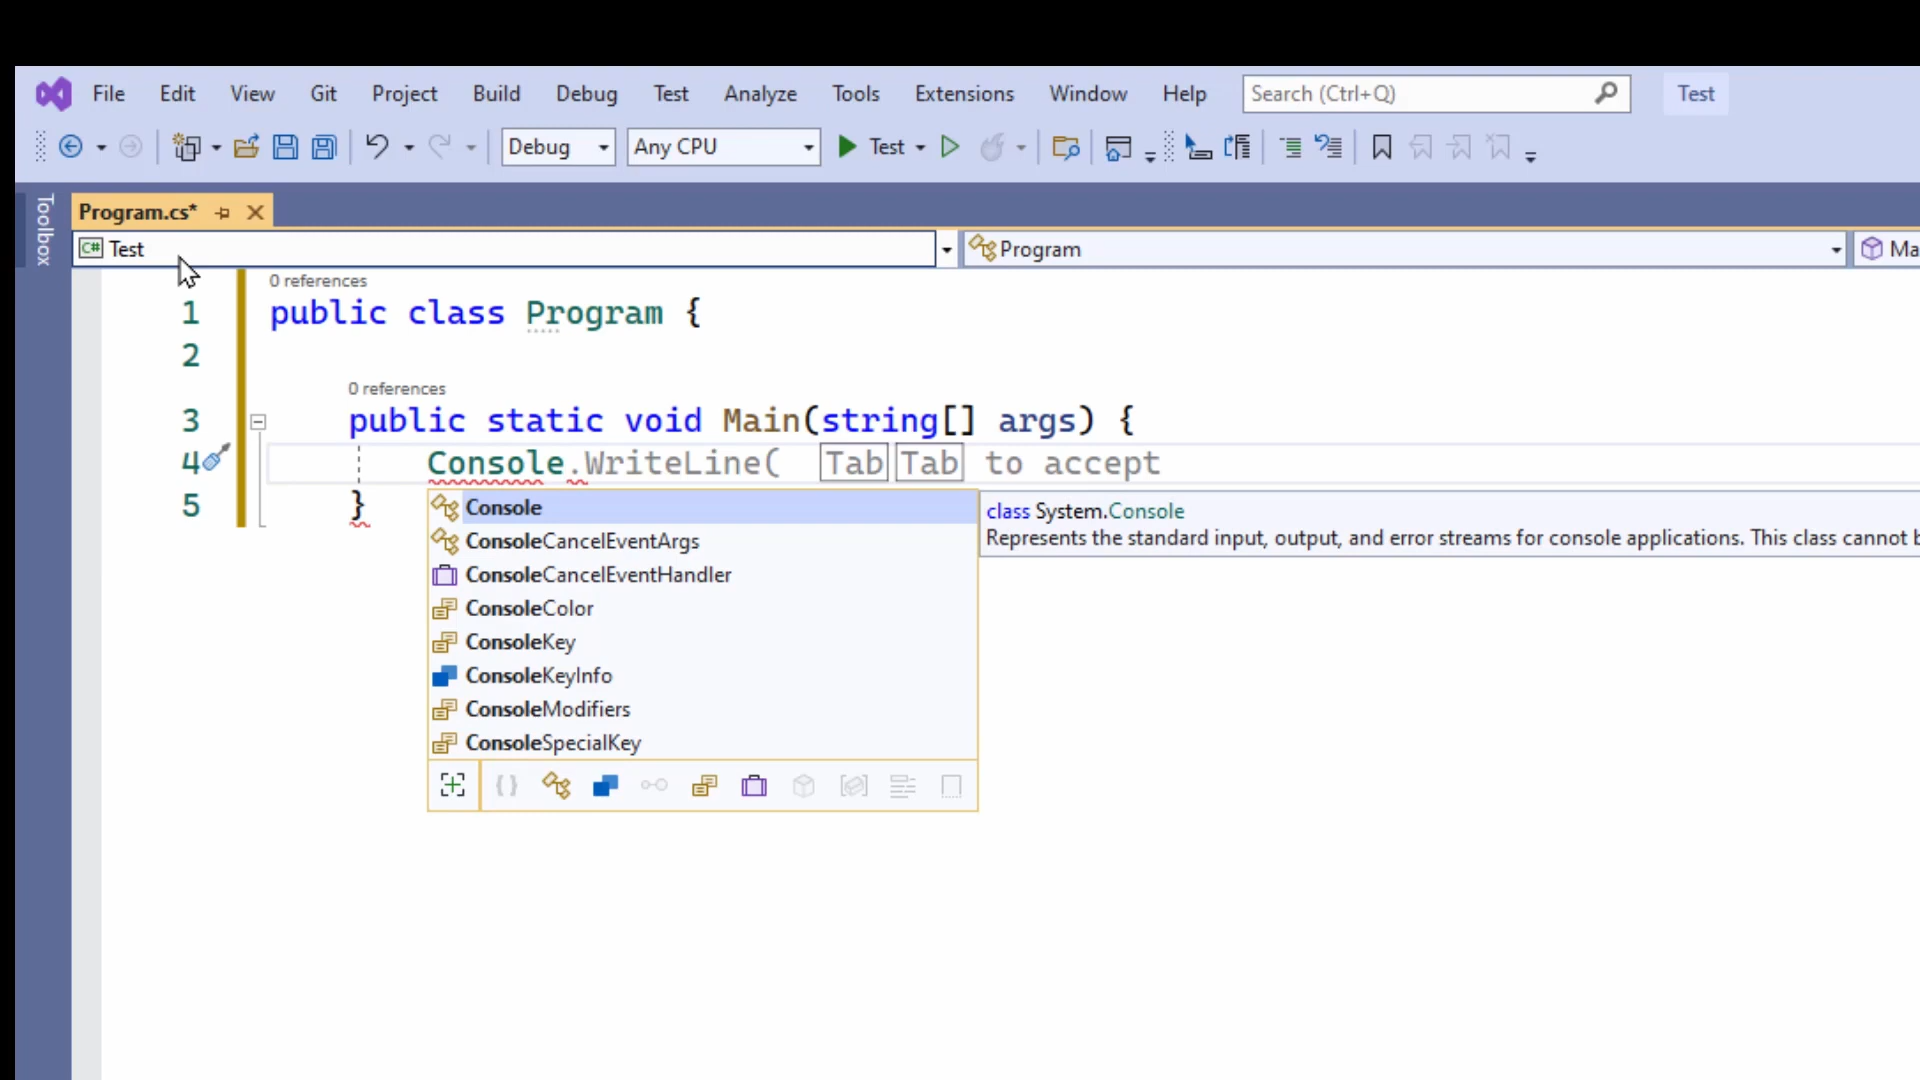 File Edit View Git Project Build Debug Test Analyze Tools Extensions Window Help Search (Ctrl+Q) Test
Debug Any CPU Test
Toolbox
Program.cs*
C# Test Program Ma
0 references
1 public class Program {
2
0 references
3 public static void Main(string[] args) {
4 Console.WriteLine( Tab Tab to accept
5 }
Console
ConsoleCancelEventArgs
ConsoleCancelEventHandler
ConsoleColor
ConsoleKey
ConsoleKeyInfo
ConsoleModifiers
ConsoleSpecialKey
class System.Console
Represents the standard input, output, and error streams for console applications. This class cannot b